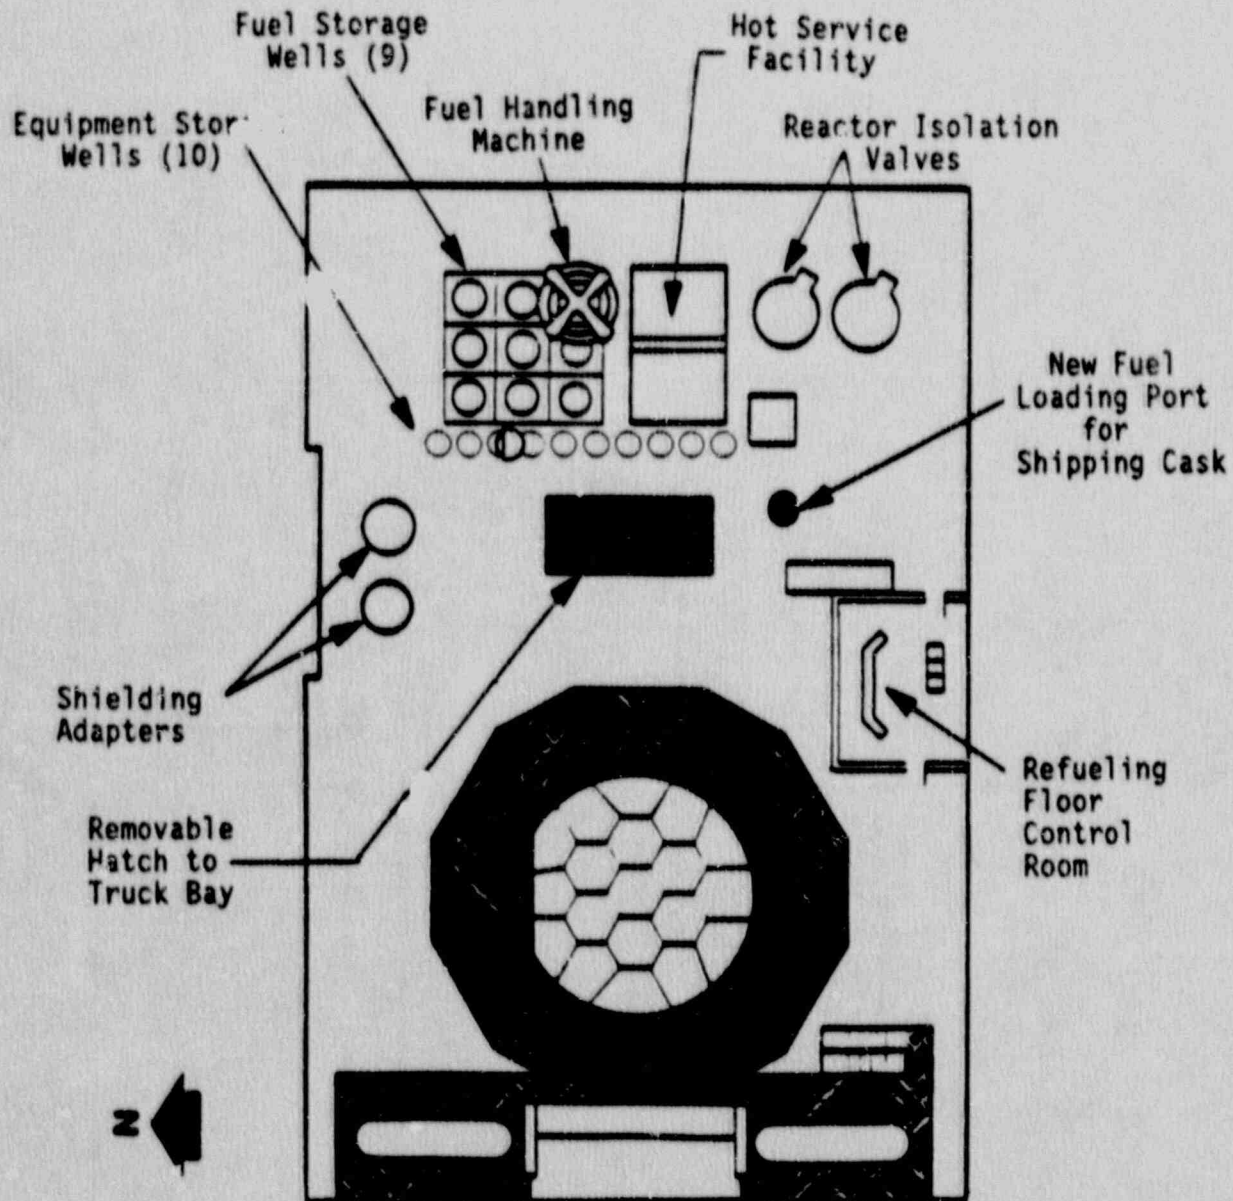 Fuel Storage
Wells (9)
Hot Service
Facility
Equipment Stor
Wells (10)
Fuel Handling
Machine
Reactor Isolation
Valves
New Fuel
Loading Port
for
Shipping Cask
Shielding
Adapters
Removable
Hatch to
Truck Bay
Refueling
Floor
Control
Room
N